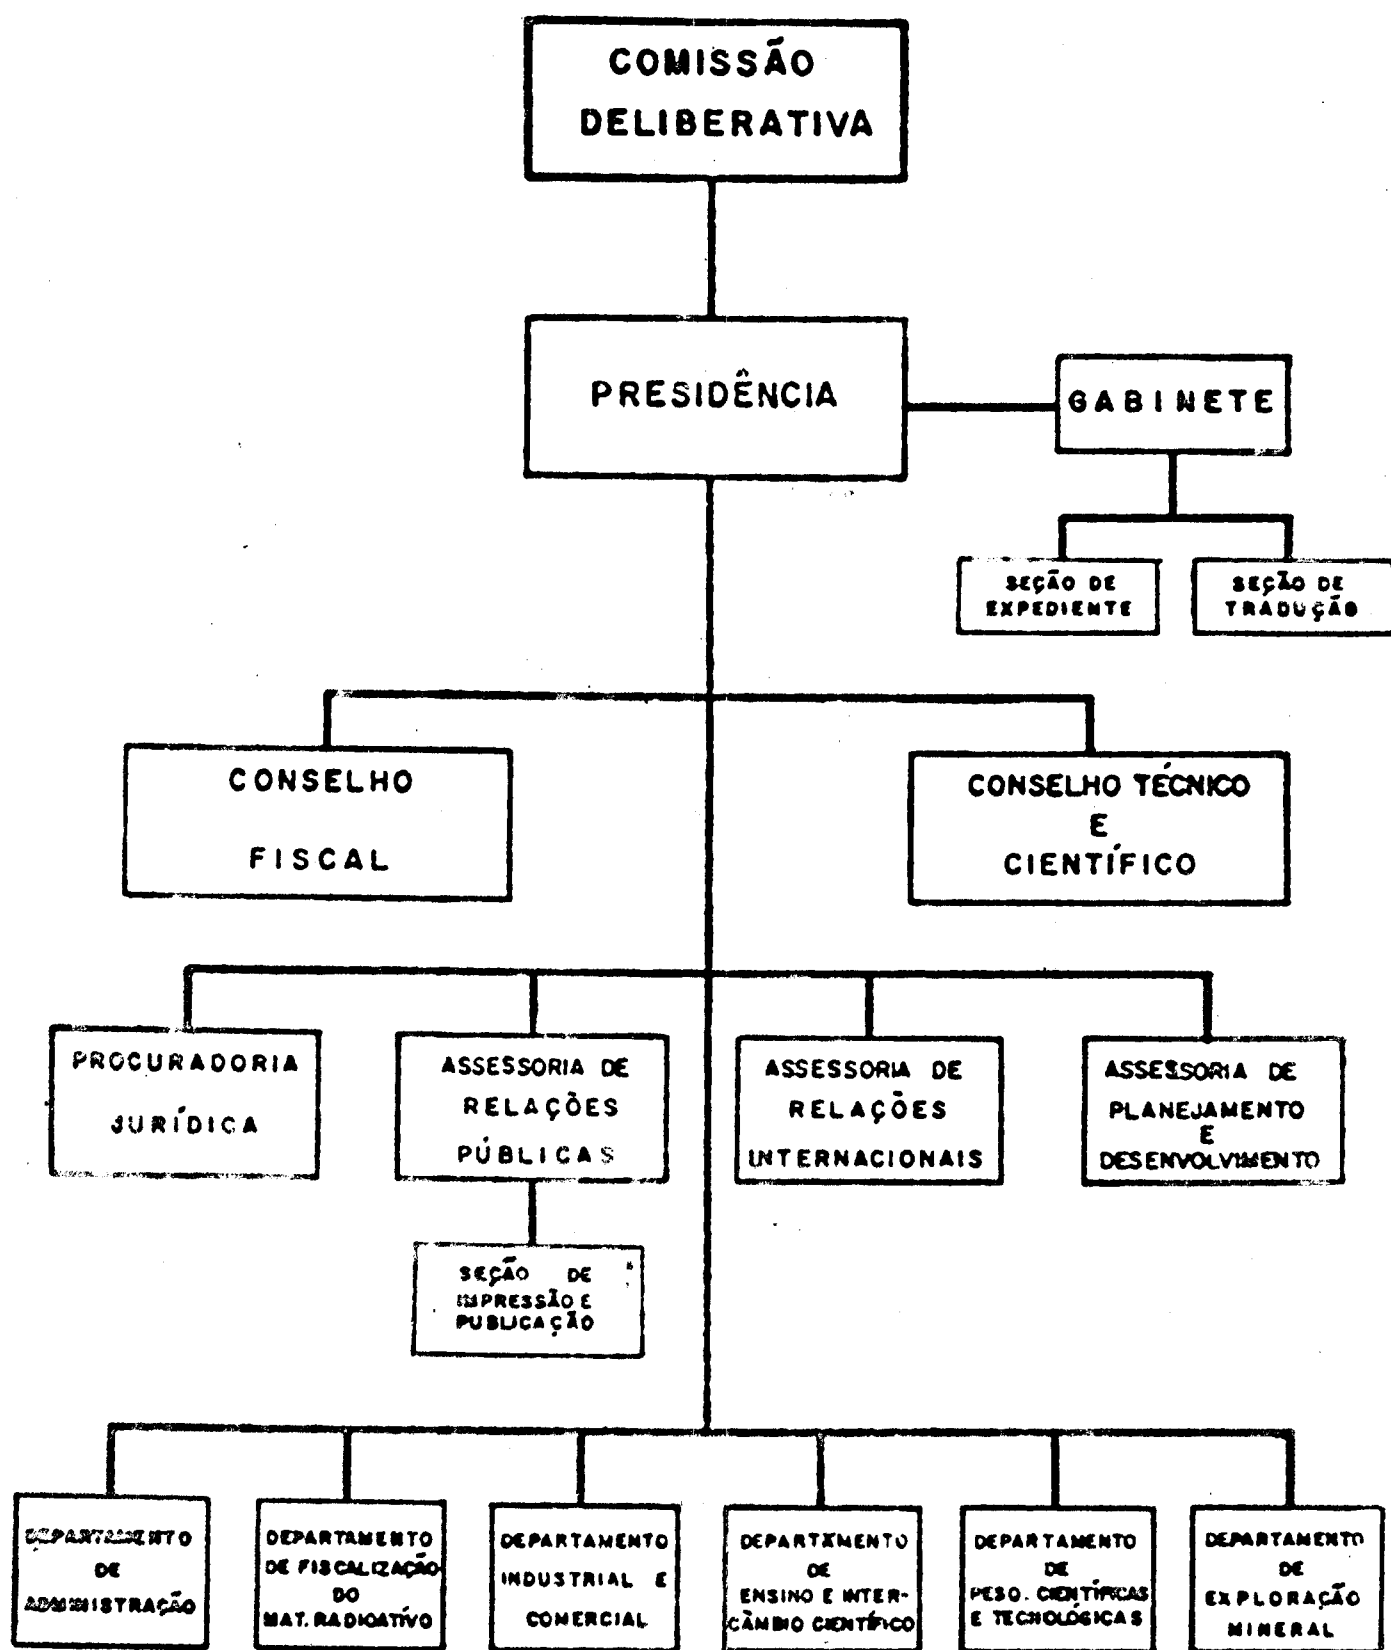 COMISSÃO
DELIBERATIVA
PRESIDÊNCIA
GABINETE
SEÇÃO DE
EXPEDIENTE
SEÇÃO DE
TRADUÇÃO
CONSELHO
FISCAL
CONSELHO TÉCNICO
E
CIENTÍFICO
PROCURADORIA
JURÍDICA
ASSESSORIA DE
RELAÇÕES
PÚBLICAS
ASSESSORIA DE
RELAÇÕES
INTERNACIONAIS
ASSESSORIA DE
PLANEJAMENTO
E
DESENVOLVIMENTO
SEÇÃO DE
IMPRESSÃO E
PUBLICAÇÃO
DEPARTAMENTO
DE
ADMINISTRAÇÃO
DEPARTAMENTO
DE FISCALIZAÇÃO
DO
MAT. RADIOATÍVO
DEPARTAMENTO
INDUSTRIAL E
COMERCIAL
DEPARTAMENTO
DE
ENSINO E INTER-
CÂMBIO CIENTÍFICO
DEPARTAMENTO
DE
PESQ. CIENTÍFICAS
E TECNOLÓGICAS
DEPARTAMENTO
DE
EXPLORAÇÃO
MINERAL